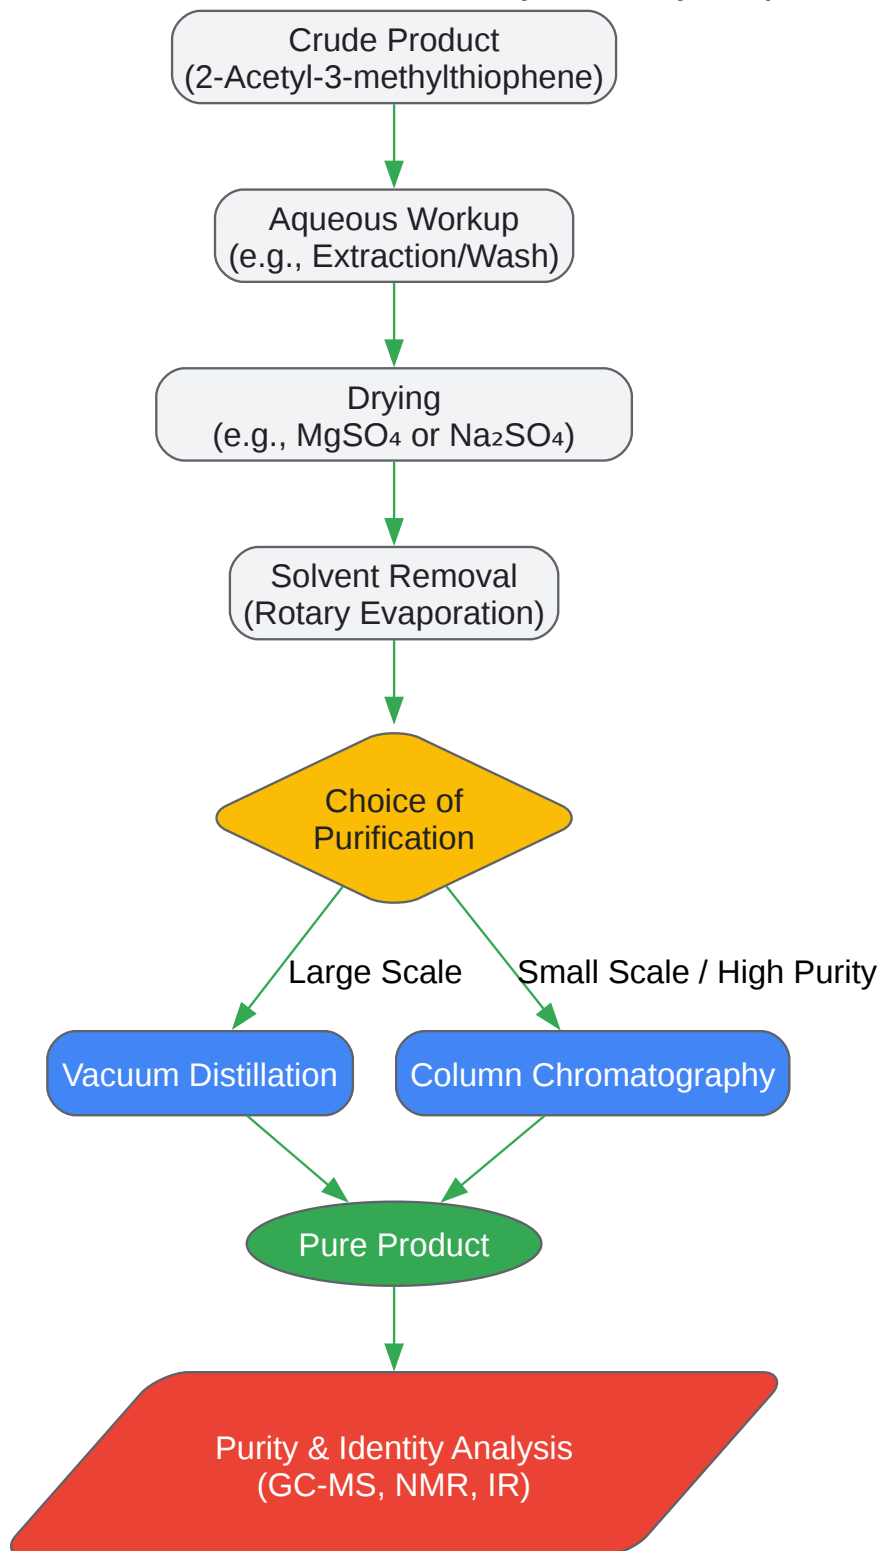 Crude Product
(2-Acetyl-3-methylthiophene)
Aqueous Workup
(e.g., Extraction/Wash)
Drying
(e.g., MgSO₄ or Na₂SO₄)
Solvent Removal
(Rotary Evaporation)
Choice of
Purification
Large Scale
Small Scale / High Purity
Vacuum Distillation
Column Chromatography
Pure Product
Purity & Identity Analysis
(GC-MS, NMR, IR)